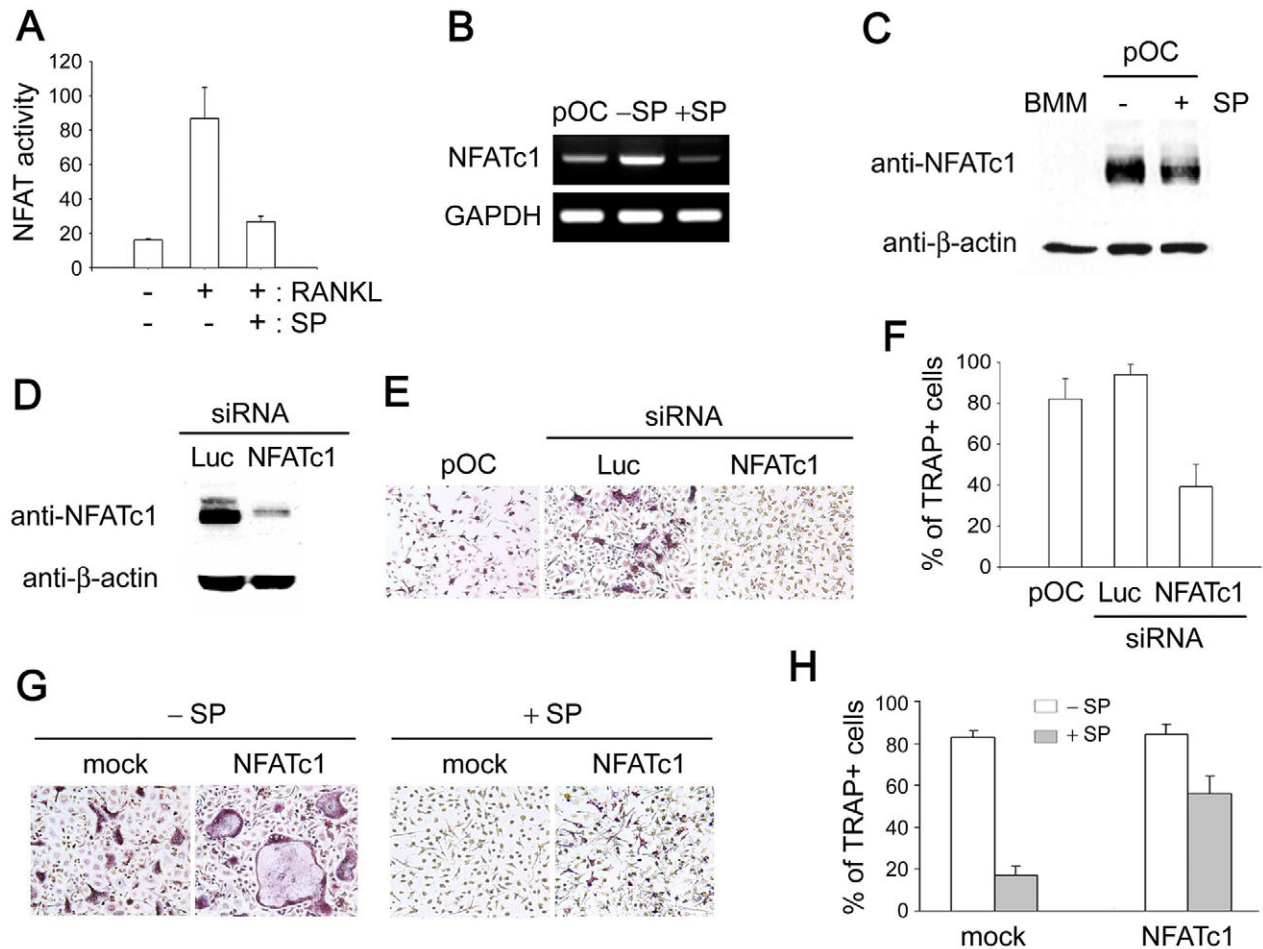 A
120
100
80
60
40
20
0
NFAT activity
- + + : RANKL
- - + : SP
B
pOC –SP +SP
NFATc1
GAPDH
C
pOC
BMM - + SP
anti-NFATc1
anti-β-actin
D
siRNA
Luc NFATc1
anti-NFATc1
anti-β-actin
E
siRNA
pOC Luc NFATc1
F
100
80
60
40
20
0
% of TRAP+ cells
pOC Luc NFATc1
siRNA
G
– SP + SP
mock NFATc1 mock NFATc1
H
100
80
60
40
20
0
% of TRAP+ cells
– SP
+ SP
mock NFATc1